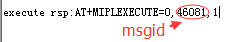 execute rsp:AT+MIPLEXECUTE=0, 46081, 1
msgid